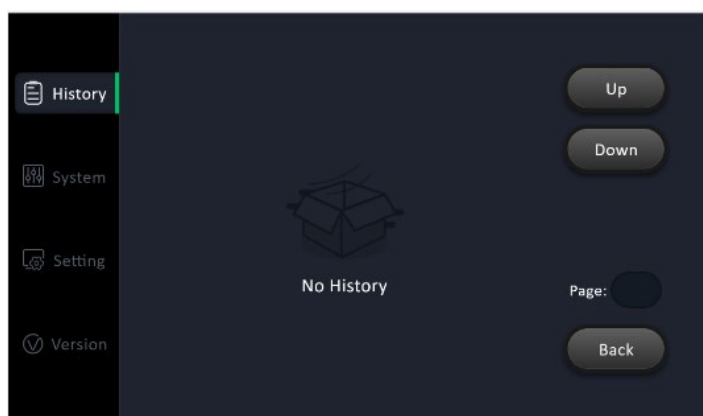 History
System
Setting
Version
No History
Up
Down
Page:
Back